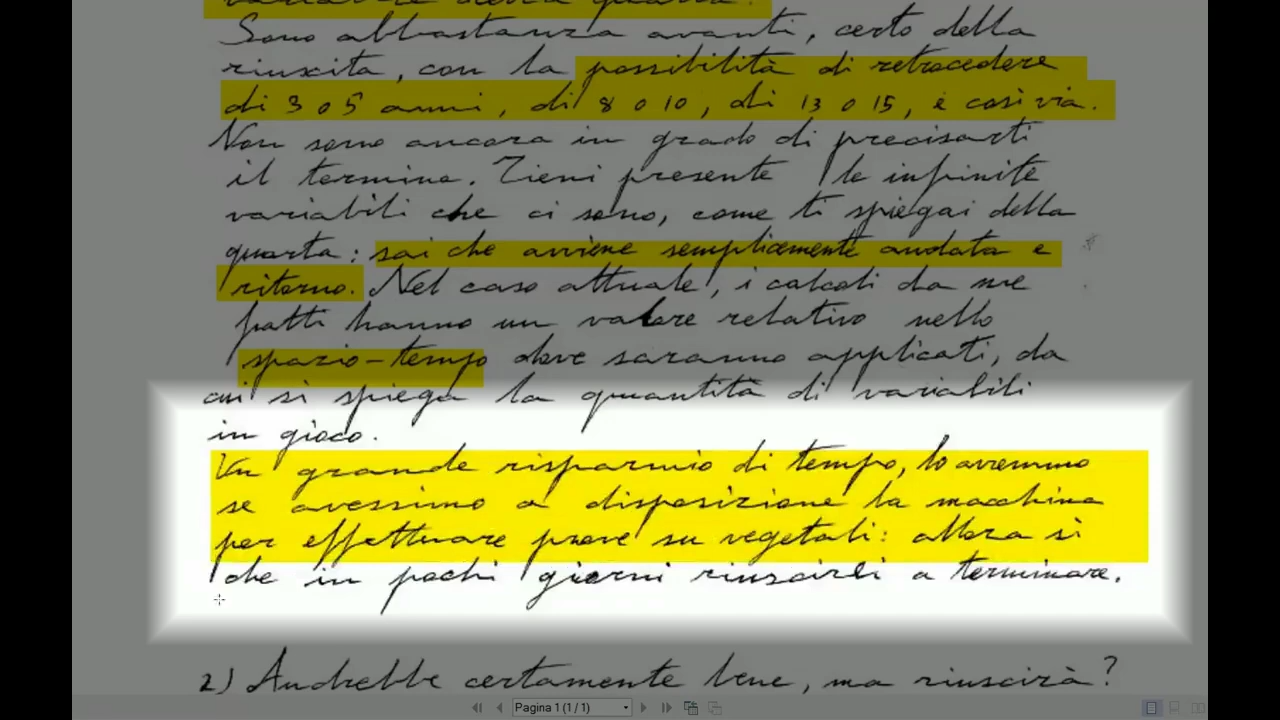 variabile della quarta.
Sono abbastanza avanti, certo della
riuscita, con la possibilità di retrocedere
di 3 o 5 anni, di 8 o 10, di 13 o 15, e così via.
Non sono ancora in grado di precisarti
il termine. Tieni presente le infinite
variabili che ci sono, come ti spiegai della
quarta: sai che avviene semplicemente andata e
ritorno. Nel caso attuale, i calcoli da me
fatti hanno un valore relativo nello
spazio-tempo dove saranno applicati, da
cui si spiega la quantità di variabili
in gioco.
Un grande risparmio di tempo, lo avremmo
se avessimo a disposizione la macchina
per effettuare prove su vegetali: allora sì
che in pochi giorni riuscirei a terminare.
2) Andrebbe certamente bene, ma riuscirà?
Pagina 1 (1 / 1)